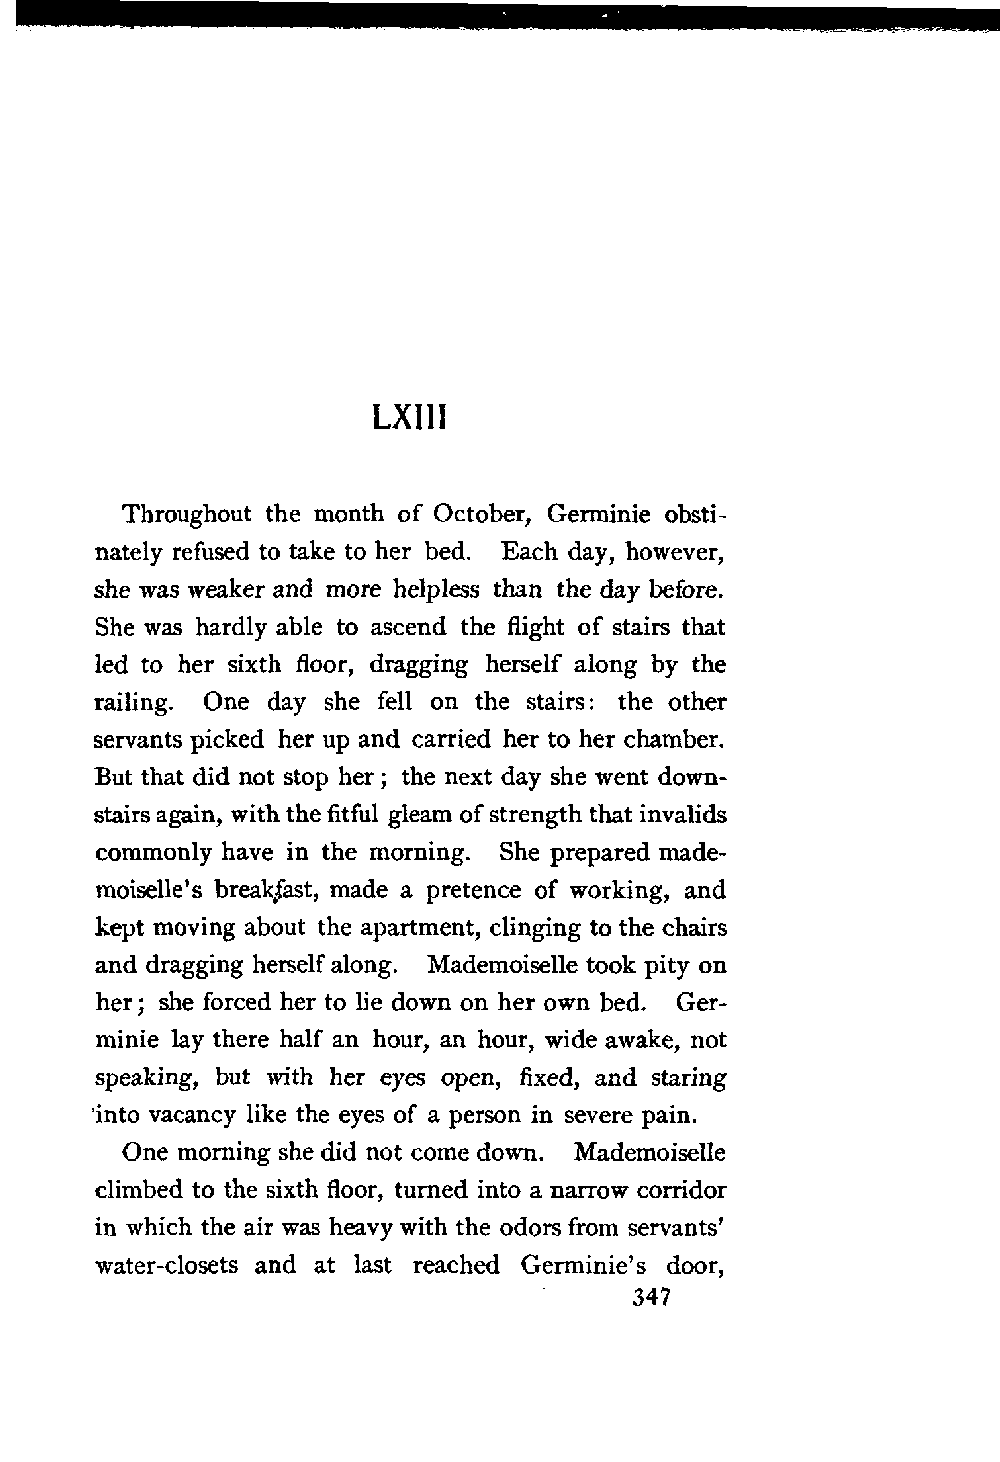 LXIII
Throughout the month of October, Germinie obsti-
nately refused to take to her bed. Each day, however,
she was weaker and more helpless than the day before.
She was hardly able to ascend the flight of stairs that
led to her sixth floor, dragging herself along by the
railing. One day she fell on the stairs: the other
servants picked her up and carried her to her chamber.
But that did not stop her; the next day she went down-
stairs again, with the fitful gleam of strength that invalids
commonly have in the morning. She prepared made-
moiselle's breakfast, made a pretence of working, and
kept moving about the apartment, clinging to the chairs
and dragging herself along. Mademoiselle took pity on
her; she forced her to lie down on her own bed. Ger-
minie lay there half an hour, an hour, wide awake, not
speaking, but with her eyes open, fixed, and staring
into vacancy like the eyes of a person in severe pain.
One morning she did not come down. Mademoiselle
climbed to the sixth floor, turned into a narrow corridor
in which the air was heavy with the odors from servants'
water-closets and at last reached Germinie's door,
347